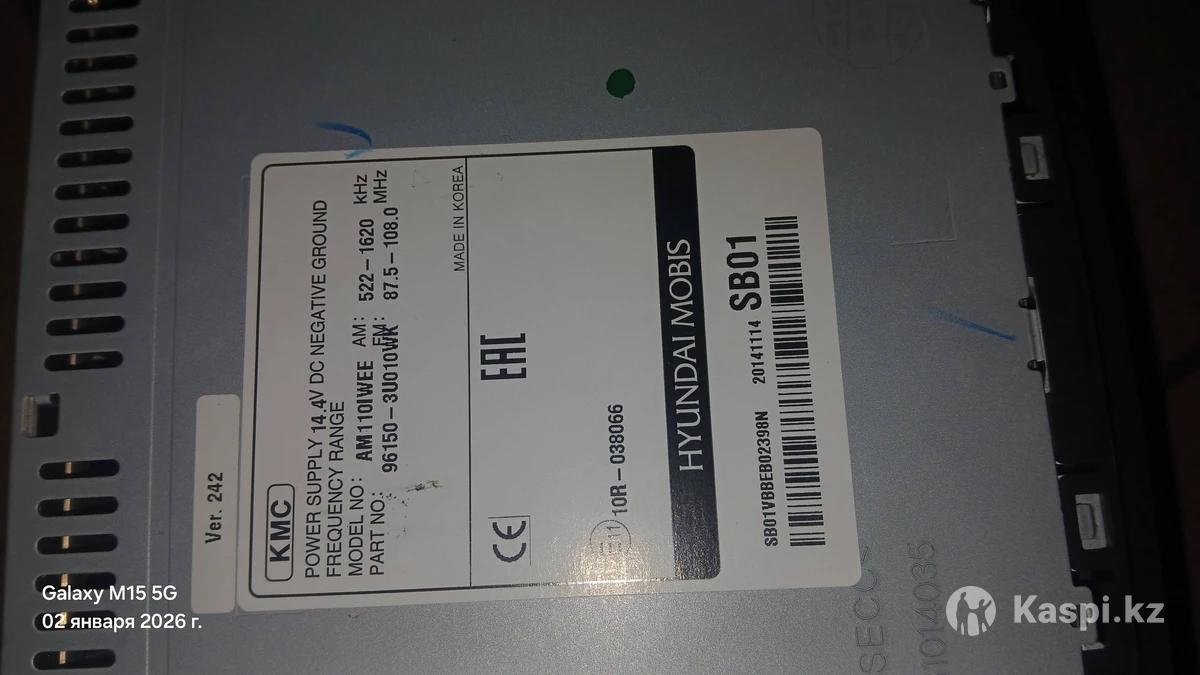 Ver. 242
KMC
POWER SUPPLY 14.4V DC NEGATIVE GROUND
FREQUENCY RANGE
MODEL NO: AM110IWEE AM: 522-1620 kHz
PART NO: 96150-3U010WK FM: 87.5-108.0 MHz
MADE IN KOREA
CE
EAC
10R-038066
HYUNDAI MOBIS
SB01VBBEB02398N 20141114 SB01
Galaxy M15 5G
02 января 2026 г.
Kaspi.kz